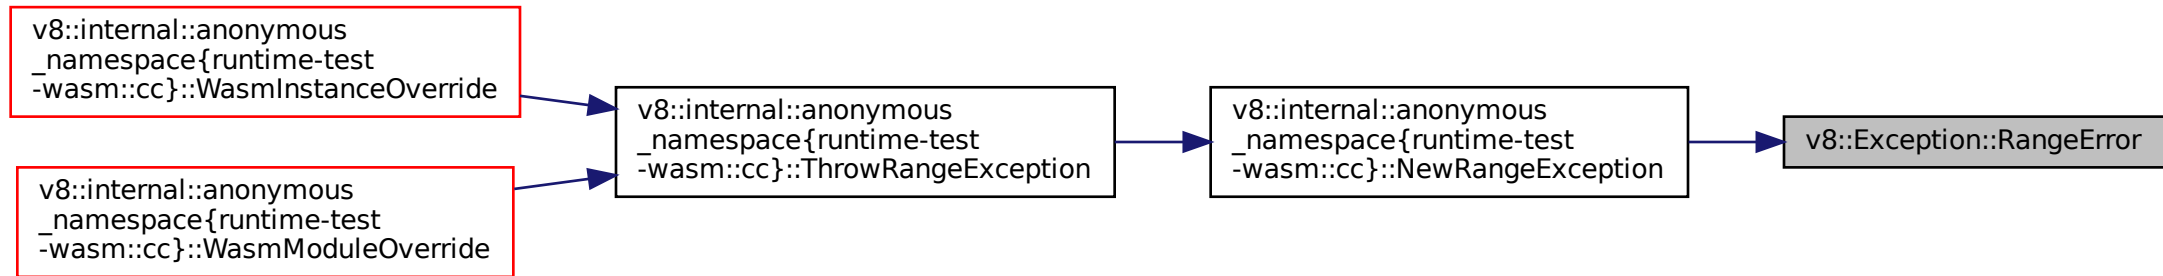 v8::internal::anonymous
_namespace{runtime-test
-wasm::cc}::WasmInstanceOverride
v8::internal::anonymous
_namespace{runtime-test
-wasm::cc}::WasmModuleOverride
v8::internal::anonymous
_namespace{runtime-test
-wasm::cc}::ThrowRangeException
v8::internal::anonymous
_namespace{runtime-test
-wasm::cc}::NewRangeException
v8::Exception::RangeError